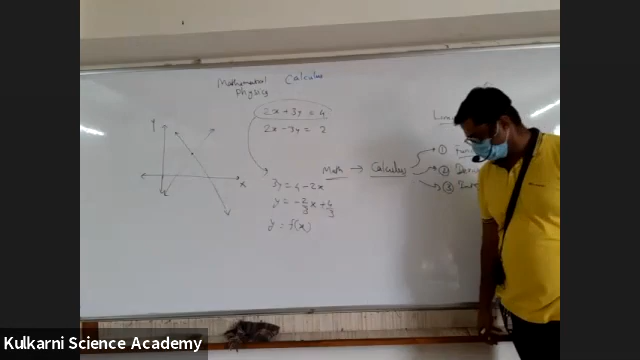 Mathematical
Physics
Calculus
2x + 3y = 4
2x - 3y = 2
y
x
3y = 4 - 2x
y = -2/3 x + 4/3
y = f(x)
Math → Calculus
①
②
③
Kulkarni Science Academy